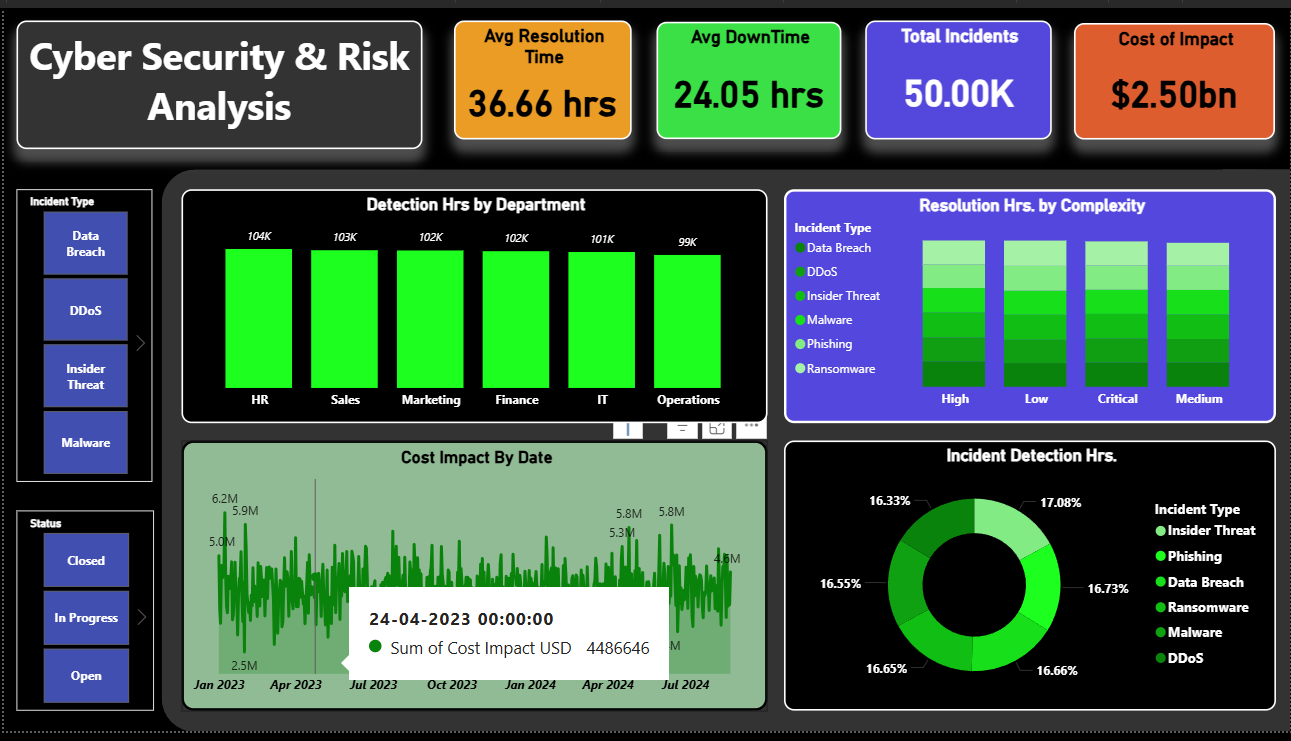 Cyber Security & Risk
Analysis
Avg Resolution
Time
36.66 hrs
Avg DownTime
24.05 hrs
Total Incidents
50.00K
Cost of Impact
$2.50bn
Incident Type
Data
Breach
DDoS
Insider
Threat
Malware
Status
Closed
In Progress
Open
Detection Hrs by Department
104K
103K
102K
102K
101K
99K
HR
Sales
Marketing
Finance
IT
Operations
Resolution Hrs. by Complexity
Incident Type
Data Breach
DDoS
Insider Threat
Malware
Phishing
Ransomware
High
Low
Critical
Medium
Cost Impact By Date
6.2M
5.9M
5.0M
5.8M
5.8M
5.3M
4.6M
24-04-2023 00:00:00
Sum of Cost Impact USD 4486646
2.5M
Jan 2023
Apr 2023
Jul 2023
Oct 2023
Jan 2024
Apr 2024
Jul 2024
Incident Detection Hrs.
16.33%
17.08%
16.55%
16.73%
16.65%
16.66%
Incident Type
Insider Threat
Phishing
Data Breach
Ransomware
Malware
DDoS